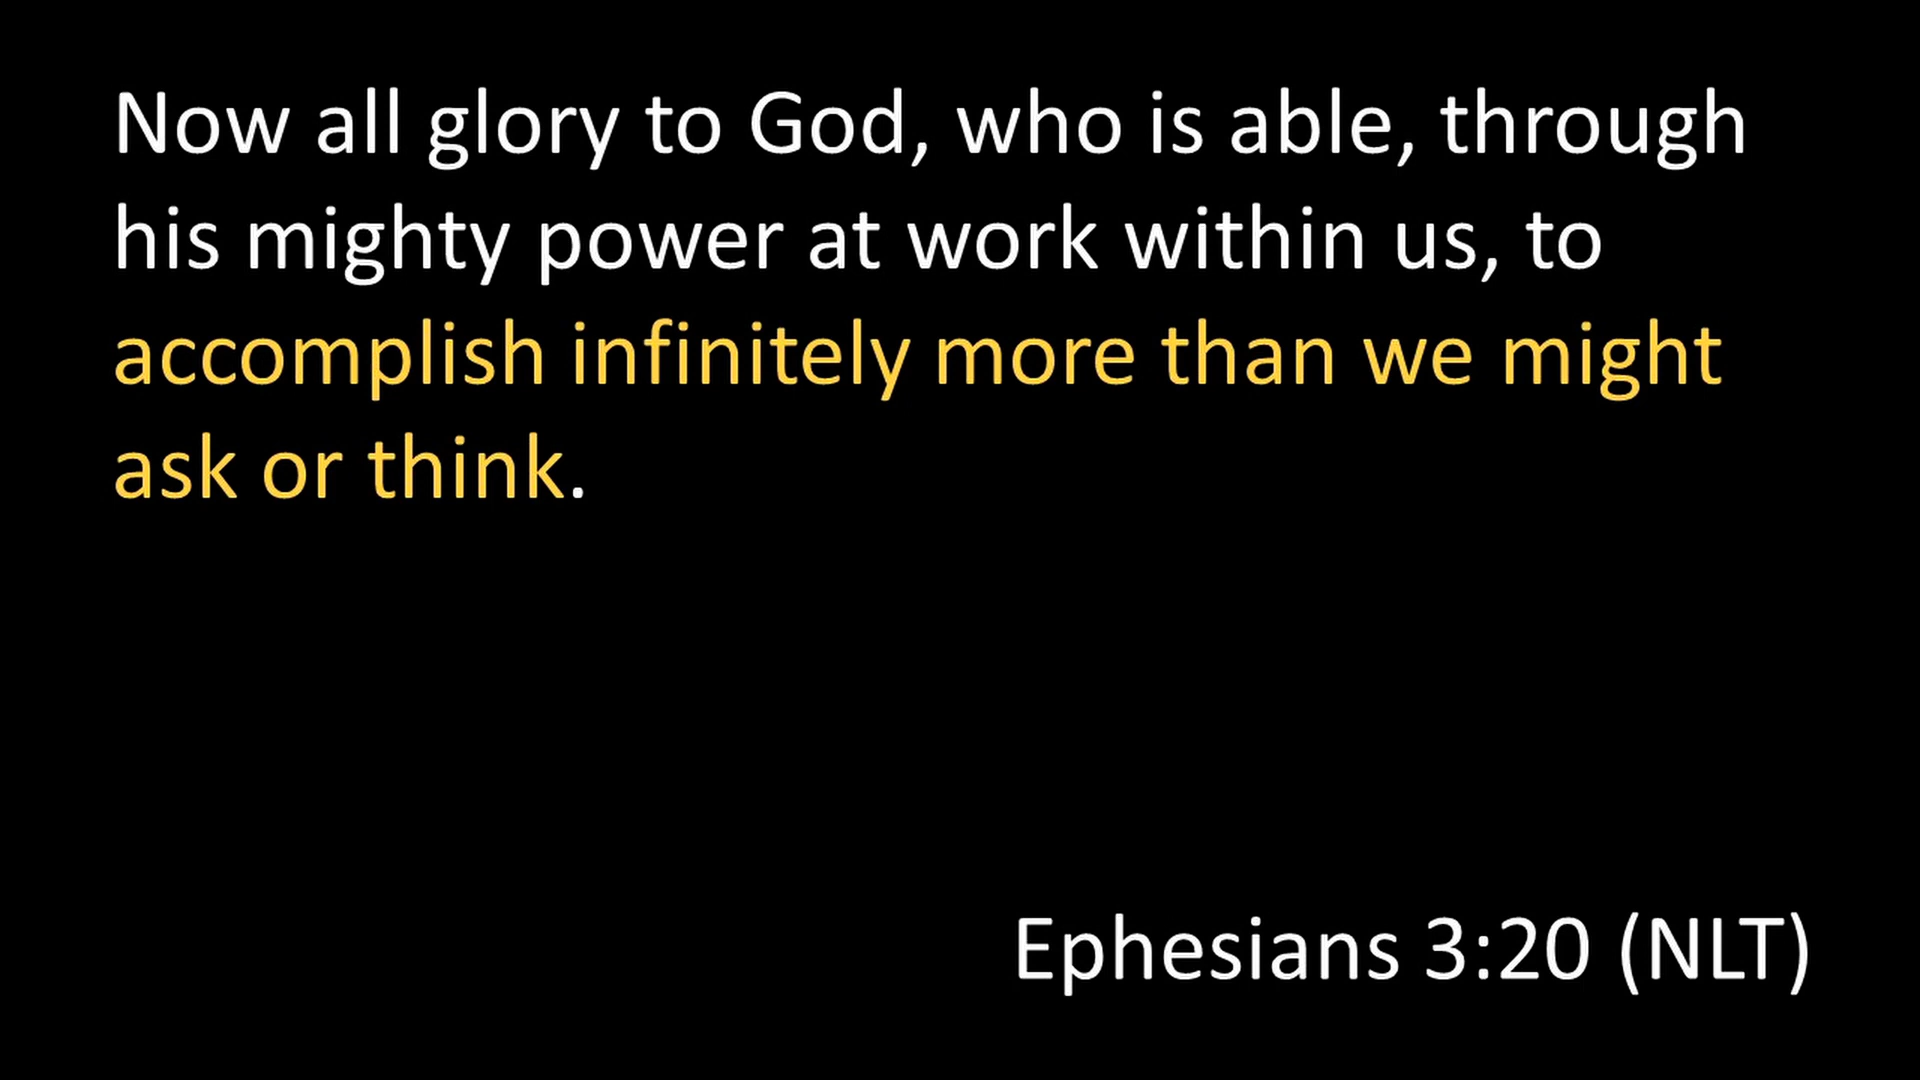 Now all glory to God, who is able, through
his mighty power at work within us, to
accomplish infinitely more than we might
ask or think.
Ephesians 3:20 (NLT)